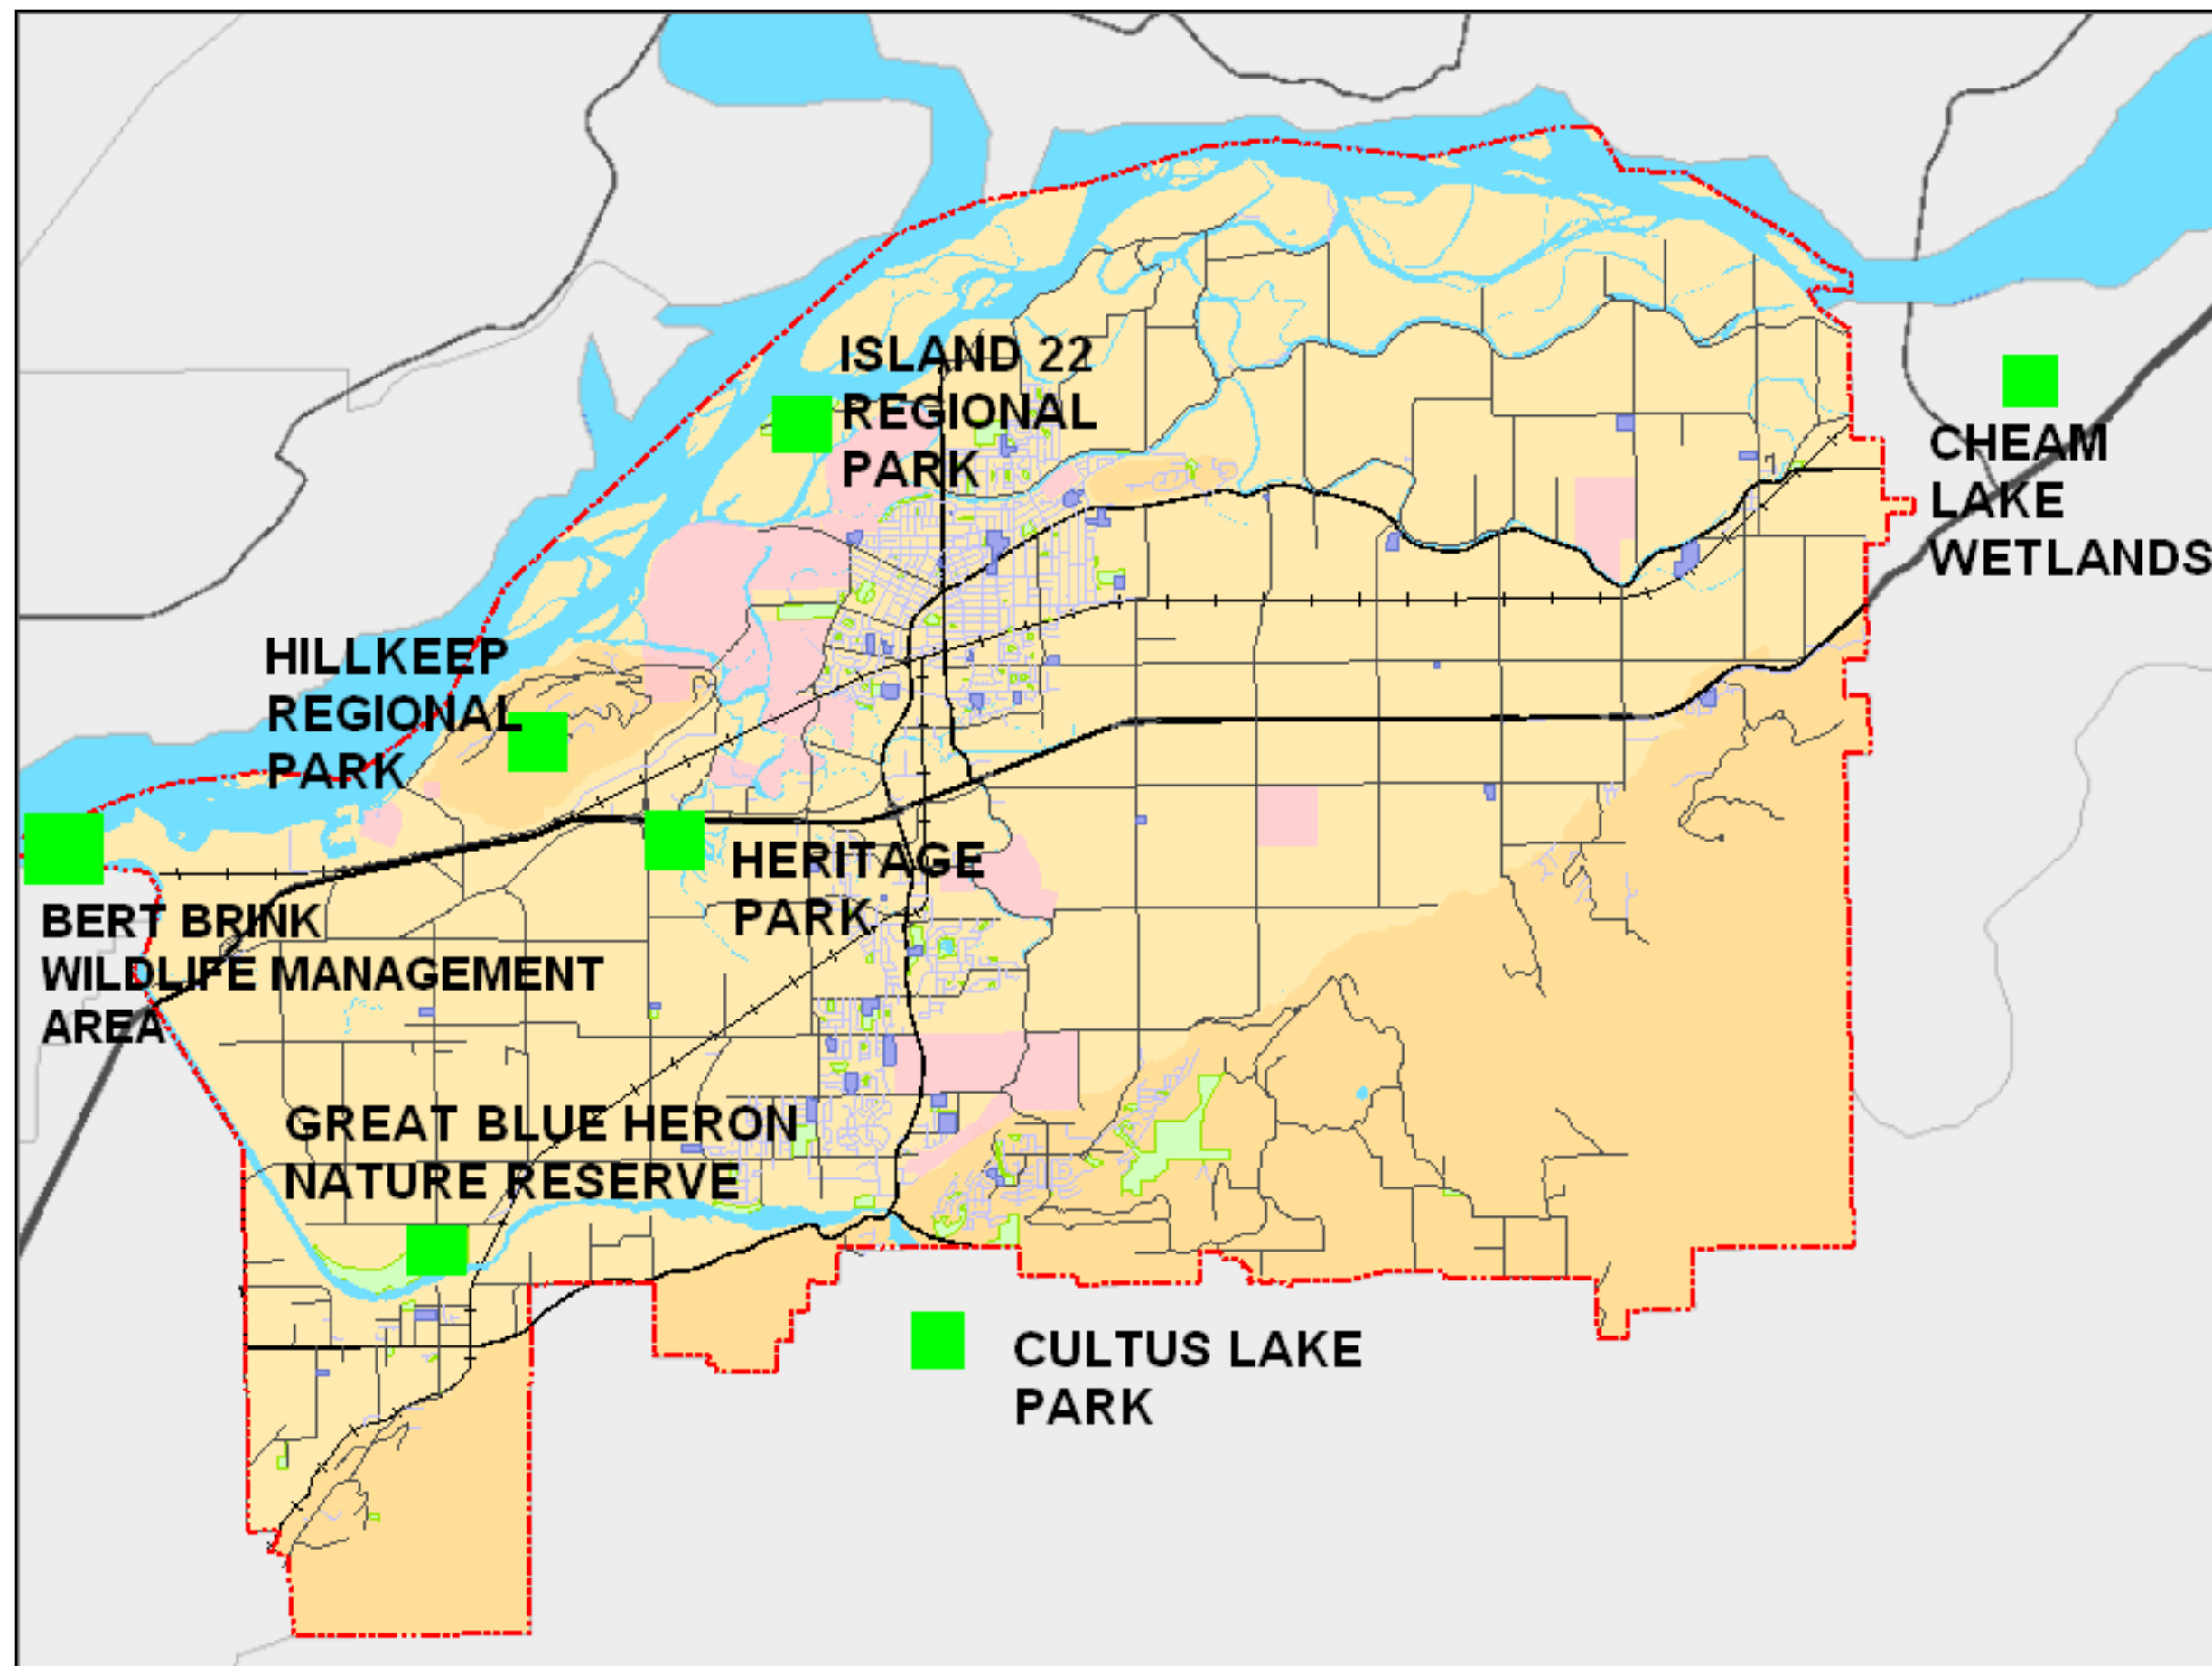 ISLAND 22
REGIONAL
PARK
CHEAM
LAKE
WETLANDS
HILLKEEP
REGIONAL
PARK
HERITAGE
PARK
BERT BRINK
WILDLIFE MANAGEMENT
AREA
GREAT BLUE HERON
NATURE RESERVE
CULTUS LAKE
PARK